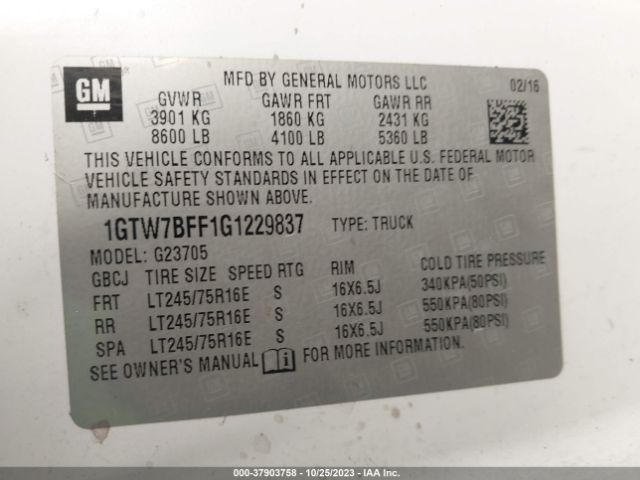 GM
MFD BY GENERAL MOTORS LLC 02/16
GVWR GAWR FRT GAWR RR
3901 KG 1860 KG 2431 KG
8600 LB 4100 LB 5360 LB
THIS VEHICLE CONFORMS TO ALL APPLICABLE U.S. FEDERAL MOTOR
VEHICLE SAFETY STANDARDS IN EFFECT ON THE DATE OF
MANUFACTURE SHOWN ABOVE.
1GTW7BFF1G1229837 TYPE: TRUCK
MODEL: G23705
GBCJ TIRE SIZE SPEED RTG RIM COLD TIRE PRESSURE
FRT LT245/75R16E S 16X6.5J 340KPA(50PSI)
RR LT245/75R16E S 16X6.5J 550KPA(80PSI)
SPA LT245/75R16E S 16X6.5J 550KPA(80PSI)
SEE OWNER'S MANUAL i FOR MORE INFORMATION.
000-37903758 - 10/25/2023 - IAA Inc.